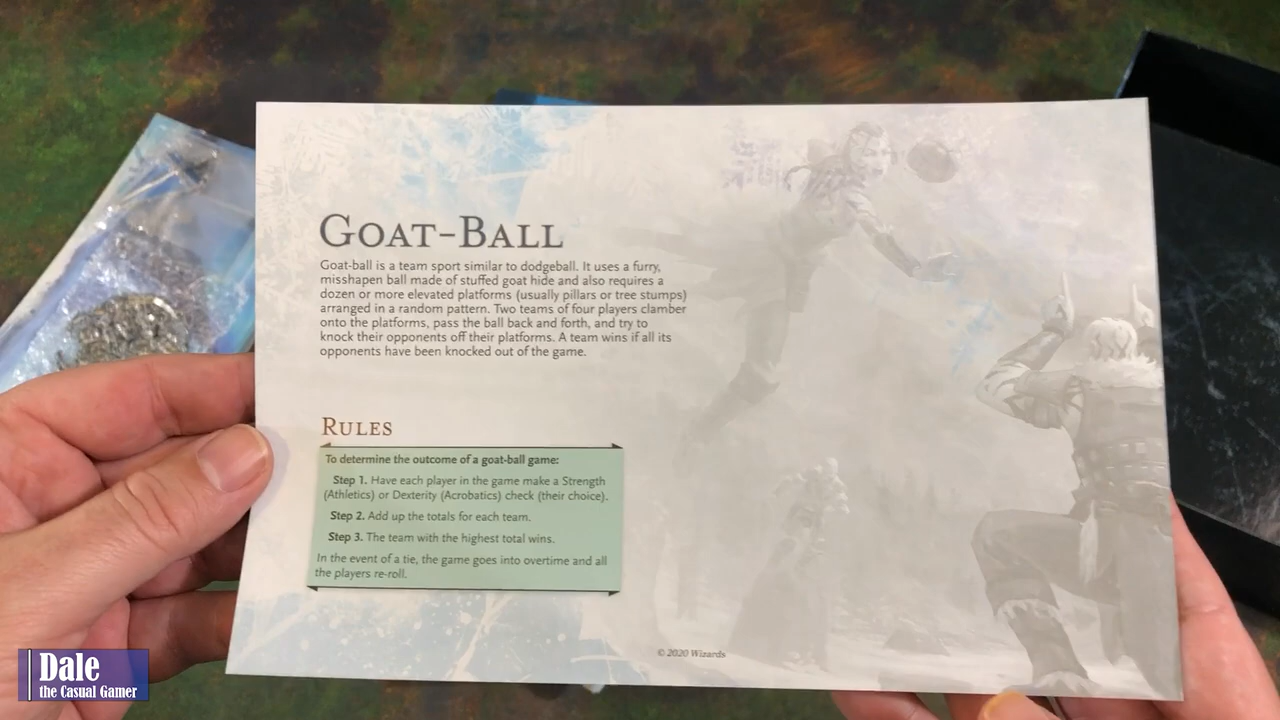 Goat-Ball
Goat-ball is a team sport similar to dodgeball. It uses a furry,
misshapen ball made of stuffed goat hide and also requires a
dozen or more elevated platforms (usually pillars or tree stumps)
arranged in a random pattern. Two teams of four players clamber
onto the platforms, pass the ball back and forth, and try to
knock their opponents off their platforms. A team wins if all its
opponents have been knocked out of the game.
Rules
To determine the outcome of a goat-ball game:
Step 1. Have each player in the game make a Strength
(Athletics) or Dexterity (Acrobatics) check (their choice).
Step 2. Add up the totals for each team.
Step 3. The team with the highest total wins.
In the event of a tie, the game goes into overtime and all
the players re-roll.
© 2020 Wizards
Dale
the Casual Gamer